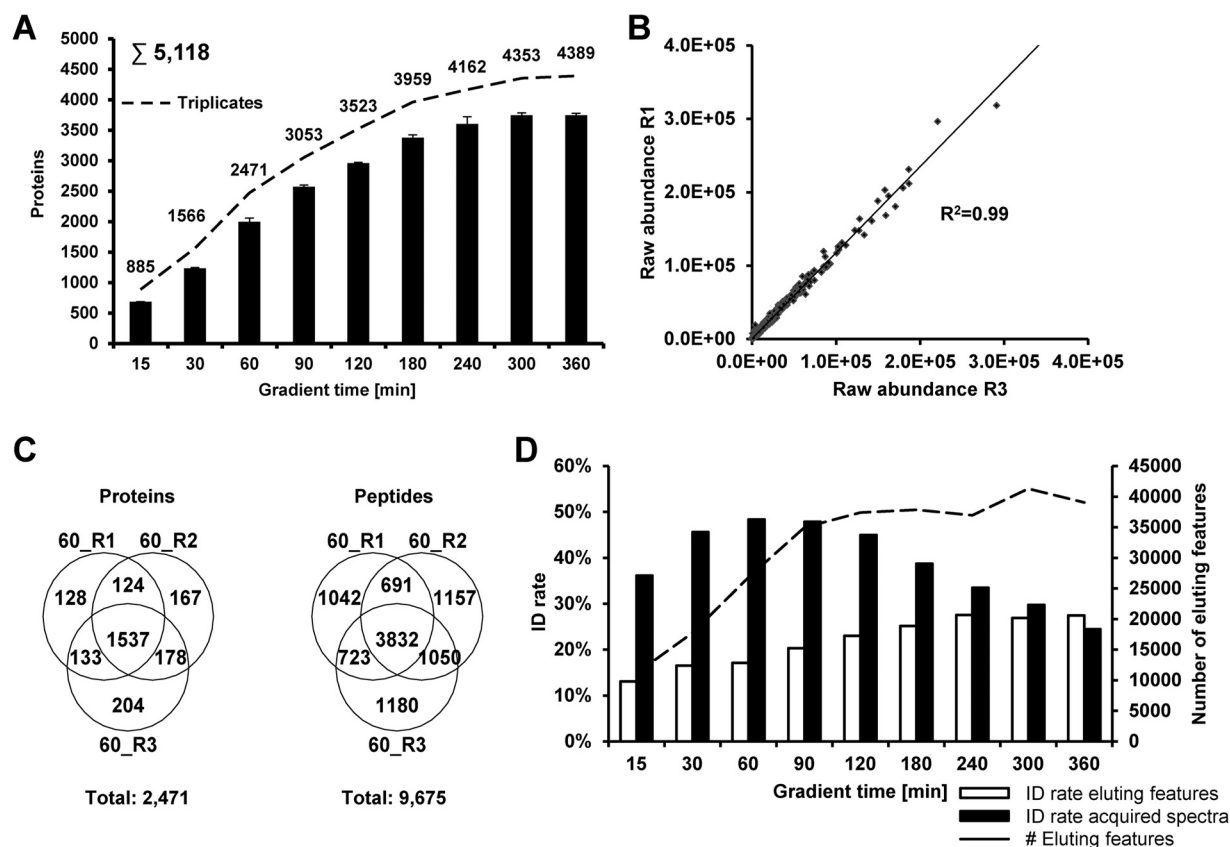 A
∑ 5,118
Triplicates
Proteins
5000
4500
4000
3500
3000
2500
2000
1500
1000
500
0
885
1566
2471
3053
3523
3959
4162
4353
4389
15 30 60 90 120 180 240 300 360
Gradient time [min]
B
Raw abundance R1
4.0E+05
3.0E+05
2.0E+05
1.0E+05
0.0E+00
R²=0.99
0.0E+00 1.0E+05 2.0E+05 3.0E+05 4.0E+05
Raw abundance R3
C
Proteins
60_R1 60_R2
128 124 167
1537
133 178
204
60_R3
Total: 2,471
Peptides
60_R1 60_R2
1042 691 1157
3832
723 1050
1180
60_R3
Total: 9,675
D
ID rate
60%
50%
40%
30%
20%
10%
0%
45000
40000
35000
30000
25000
20000
15000
10000
5000
0
Number of eluting features
15 30 60 90 120 180 240 300 360
Gradient time [min]
ID rate eluting features
ID rate acquired spectra
# Eluting features